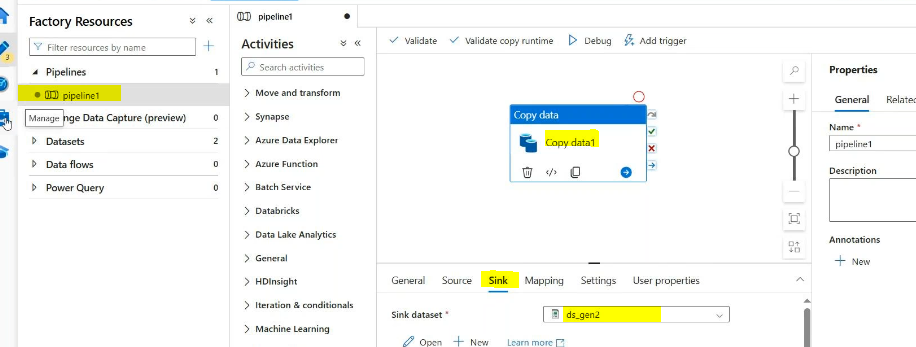 Factory Resources
Filter resources by name
Pipelines 1
pipeline1
Manage
nge Data Capture (preview) 0
Datasets 2
Data flows 0
Power Query 0
3
pipeline1
Activities
Search activities
Move and transform
Synapse
Azure Data Explorer
Azure Function
Batch Service
Databricks
Data Lake Analytics
General
HDInsight
Iteration & conditionals
Machine Learning
Validate Validate copy runtime Debug Add trigger
Copy data
Copy data1
General Source Sink Mapping Settings User properties
Sink dataset * ds_gen2
Open New Learn more
Properties
General Related
Name *
pipeline1
Description
Annotations
New